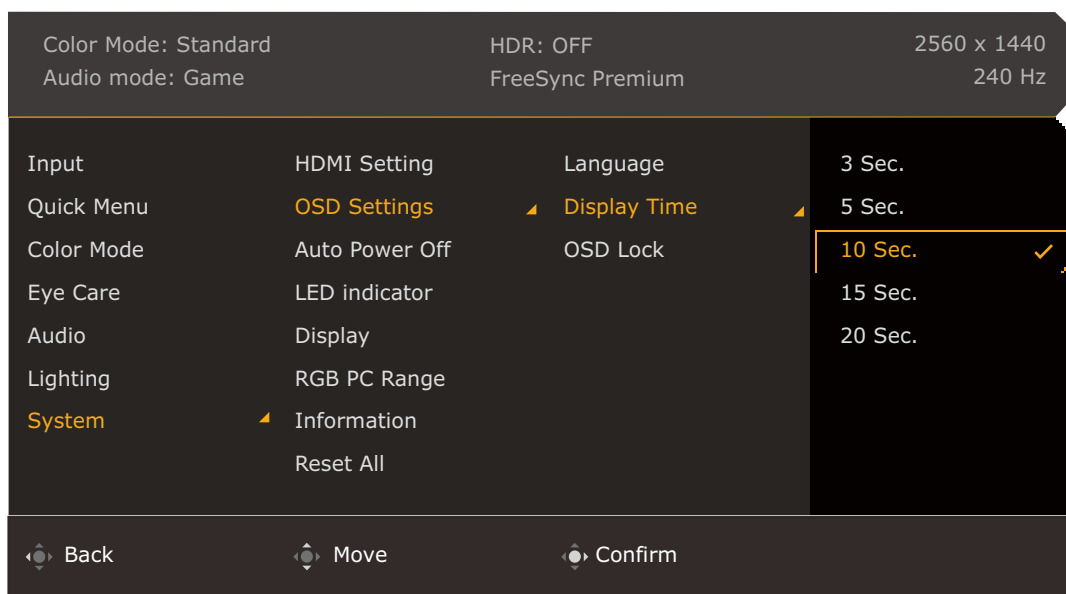 Color Mode: Standard
HDR: OFF
2560 x 1440
Audio mode: Game
FreeSync Premium
240 Hz
Input
HDMI Setting
Language
3 Sec.
Quick Menu
OSD Settings
Display Time
5 Sec.
Color Mode
Auto Power Off
OSD Lock
10 Sec.
Eye Care
LED indicator
15 Sec.
Audio
Display
20 Sec.
Lighting
RGB PC Range
System
Information
Reset All
Back
Move
Confirm